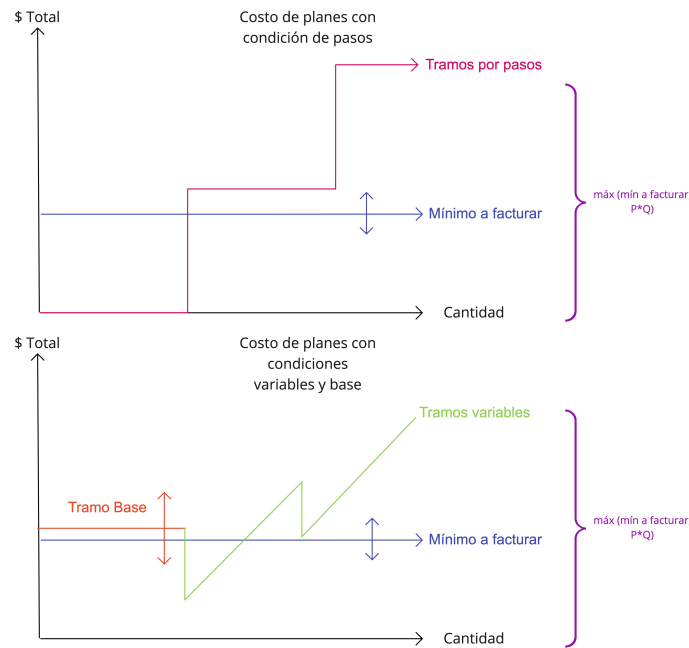 $ Total
Costo de planes con
condición de pasos
Tramos por pasos
máx (mín a facturar
P*Q)
Mínimo a facturar
Cantidad
$ Total
Costo de planes con
condiciones
variables y base
Tramos variables
Tramo Base
máx (mín a facturar
P*Q)
Mínimo a facturar
Cantidad